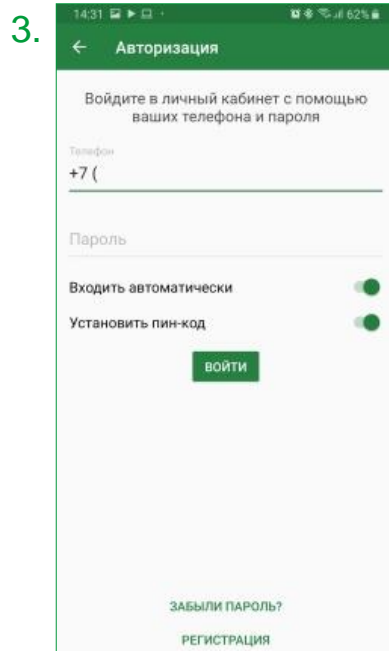 3.
14:31 62%
Авторизация
Войдите в личный кабинет с помощью
ваших телефона и пароля
Телефон
+7 (
Пароль
Входить автоматически
Установить пин-код
ВОЙТИ
ЗАБЫЛИ ПАРОЛЬ?
РЕГИСТРАЦИЯ